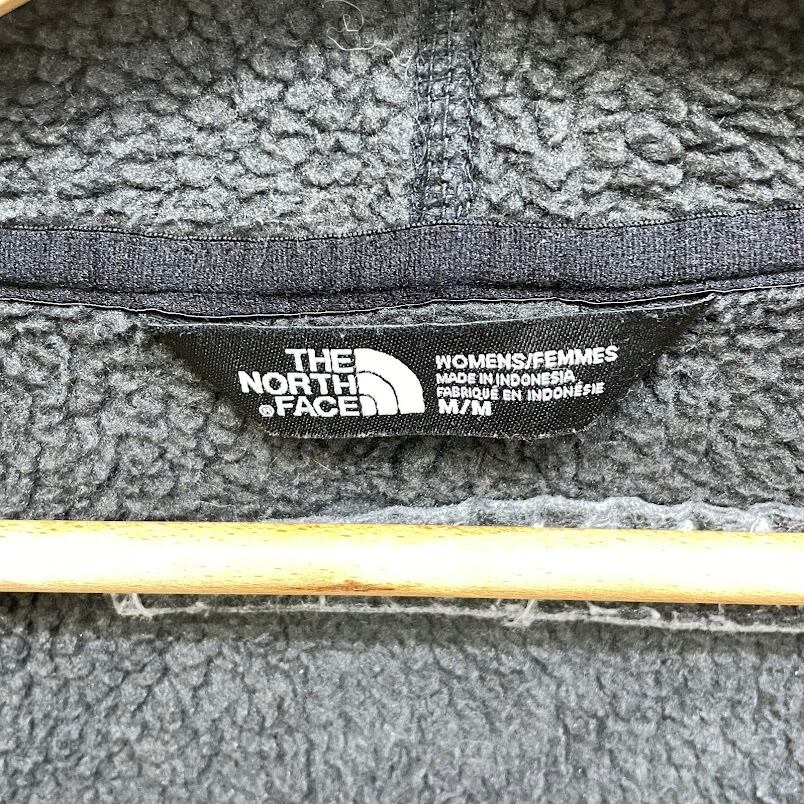 THE
NORTH
® FACE
WOMENS/FEMMES
MADE IN INDONESIA
FABRIQUÉ EN INDONÉSIE
M/M